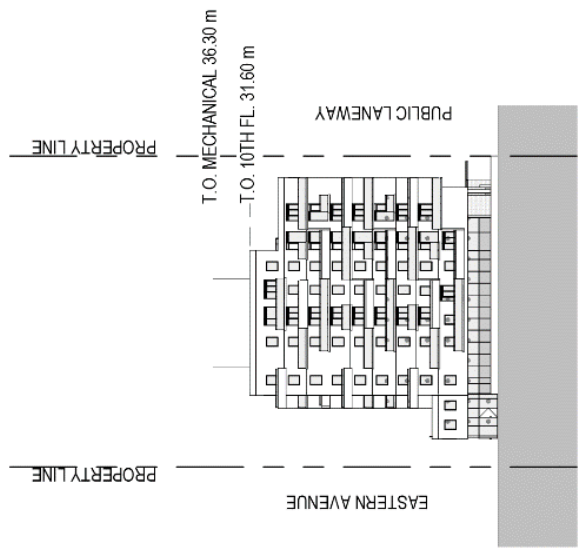 T.O. MECHANICAL 36.30 m
T.O. 10TH FL. 31.60 m
PUBLIC LANEWAY
PROPERTY LINE
PROPERTY LINE
EASTERN AVENUE